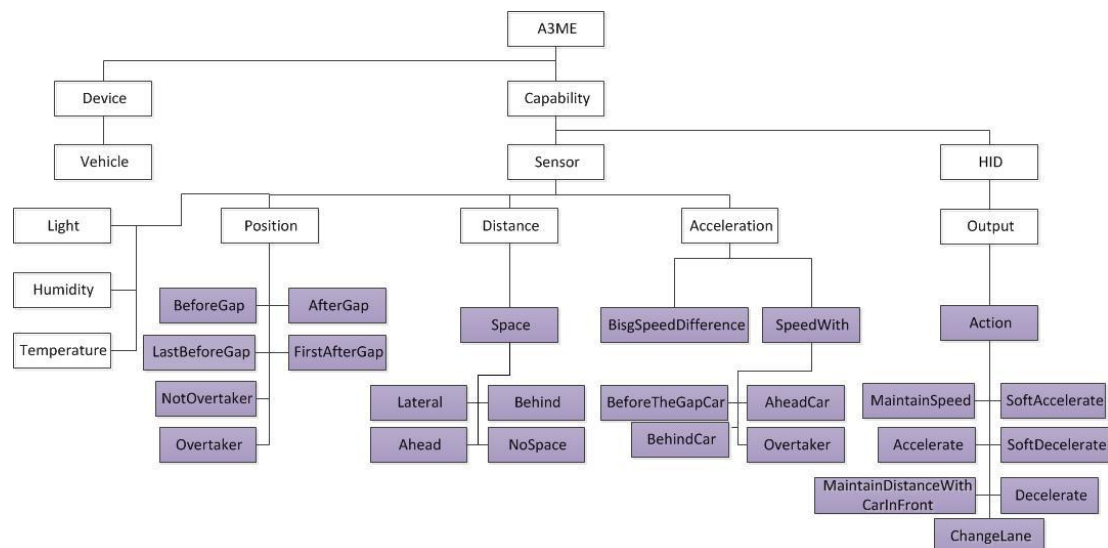 A3ME
Device
Capability
Vehicle
Sensor
HID
Light
Position
Distance
Acceleration
Output
Humidity
Temperature
BeforeGap
AfterGap
LastBeforeGap
FirstAfterGap
NotOvertaker
Overtaker
Space
Lateral
Behind
Ahead
NoSpace
BisgSpeedDifference
SpeedWith
BeforeTheGapCar
AheadCar
BehindCar
Overtaker
Action
MaintainSpeed
SoftAccelerate
Accelerate
SoftDecelerate
MaintainDistanceWith
CarInFront
Decelerate
ChangeLane